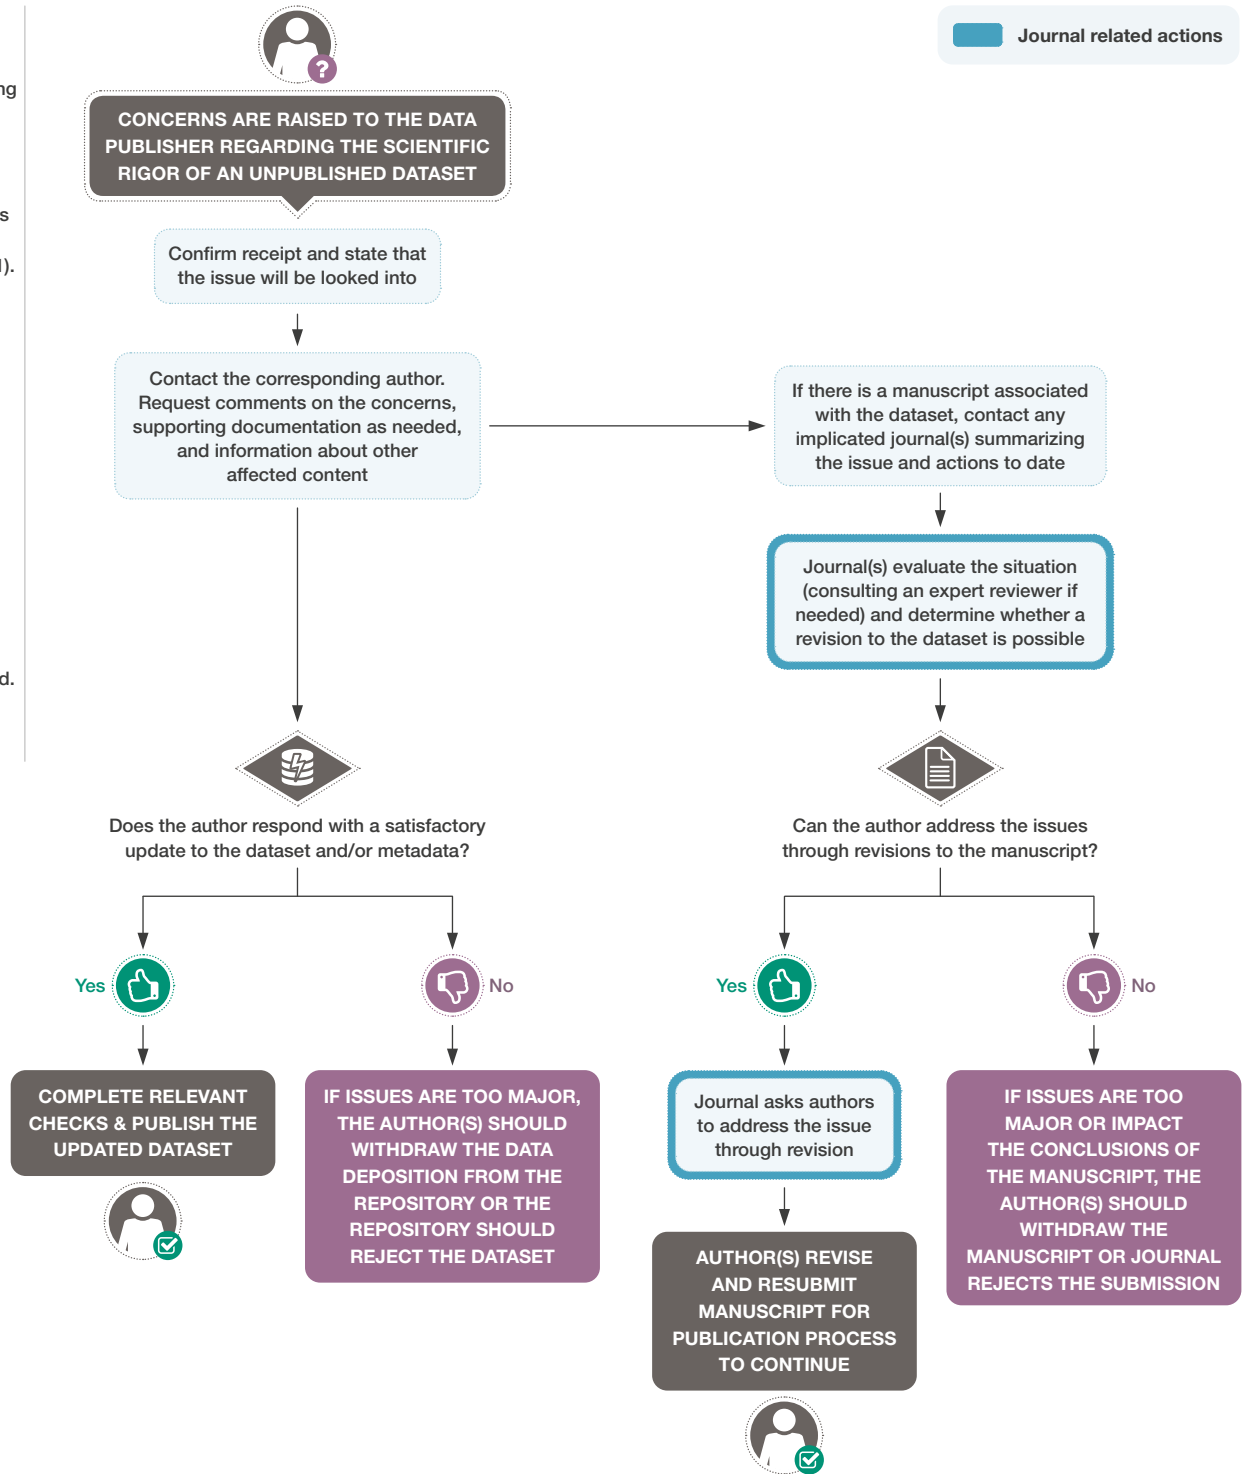 Journal related actions
?
ng
CONCERNS ARE RAISED TO THE DATA
PUBLISHER REGARDING THE SCIENTIFIC
RIGOR OF AN UNPUBLISHED DATASET
s
Confirm receipt and state that
the issue will be looked into
).
Contact the corresponding author.
Request comments on the concerns,
supporting documentation as needed,
and information about other
affected content
If there is a manuscript associated
with the dataset, contact any
implicated journal(s) summarizing
the issue and actions to date
Journal(s) evaluate the situation
(consulting an expert reviewer if
needed) and determine whether a
revision to the dataset is possible
d.
Does the author respond with a satisfactory
update to the dataset and/or metadata?
Can the author address the issues
through revisions to the manuscript?
Yes
No
Yes
No
COMPLETE RELEVANT
CHECKS & PUBLISH THE
UPDATED DATASET
IF ISSUES ARE TOO MAJOR,
THE AUTHOR(S) SHOULD
WITHDRAW THE DATA
DEPOSITION FROM THE
REPOSITORY OR THE
REPOSITORY SHOULD
REJECT THE DATASET
Journal asks authors
to address the issue
through revision
AUTHOR(S) REVISE
AND RESUBMIT
MANUSCRIPT FOR
PUBLICATION PROCESS
TO CONTINUE
IF ISSUES ARE TOO
MAJOR OR IMPACT
THE CONCLUSIONS OF
THE MANUSCRIPT, THE
AUTHOR(S) SHOULD
WITHDRAW THE
MANUSCRIPT OR JOURNAL
REJECTS THE SUBMISSION